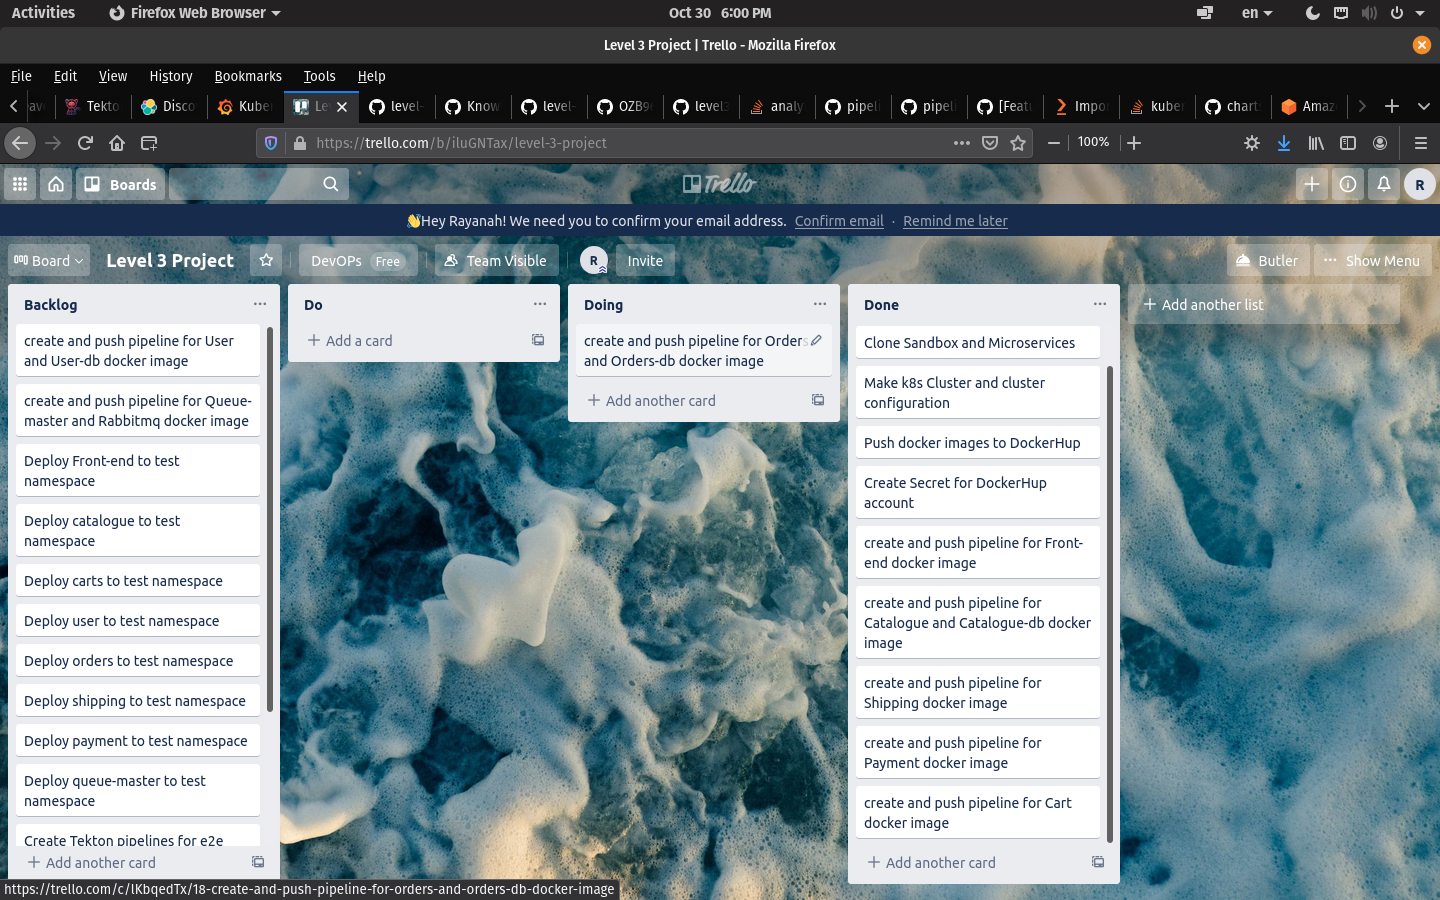 Activities
Firefox Web Browser
Oct 30 6:00 PM
en
Level 3 Project | Trello - Mozilla Firefox
File Edit View History Bookmarks Tools Help
Tekto
Disco
Kuber
Le
level-
Know
level-
OZB9
level3
analy
pipeli
pipeli
[Featu
Impor
kuber
chart
Amaz
https://trello.com/b/iluGNTax/level-3-project
100%
Boards
Trello
R
👋Hey Rayanah! We need you to confirm your email address. Confirm email · Remind me later
Board
Level 3 Project
DevOPs Free
Team Visible
R
Invite
Butler
Show Menu
Backlog
create and push pipeline for User
and User-db docker image
create and push pipeline for Queue-
master and Rabbitmq docker image
Deploy Front-end to test
namespace
Deploy catalogue to test
namespace
Deploy carts to test namespace
Deploy user to test namespace
Deploy orders to test namespace
Deploy shipping to test namespace
Deploy payment to test namespace
Deploy queue-master to test
namespace
Create Tekton pipelines for e2e
+ Add another card
Do
+ Add a card
Doing
create and push pipeline for Orders
and Orders-db docker image
+ Add another card
Done
Clone Sandbox and Microservices
Make k8s Cluster and cluster
configuration
Push docker images to DockerHup
Create Secret for DockerHup
account
create and push pipeline for Front-
end docker image
create and push pipeline for
Catalogue and Catalogue-db docker
image
create and push pipeline for
Shipping docker image
create and push pipeline for
Payment docker image
create and push pipeline for Cart
docker image
+ Add another card
+ Add another list
https://trello.com/c/lKbqedTx/18-create-and-push-pipeline-for-orders-and-orders-db-docker-image